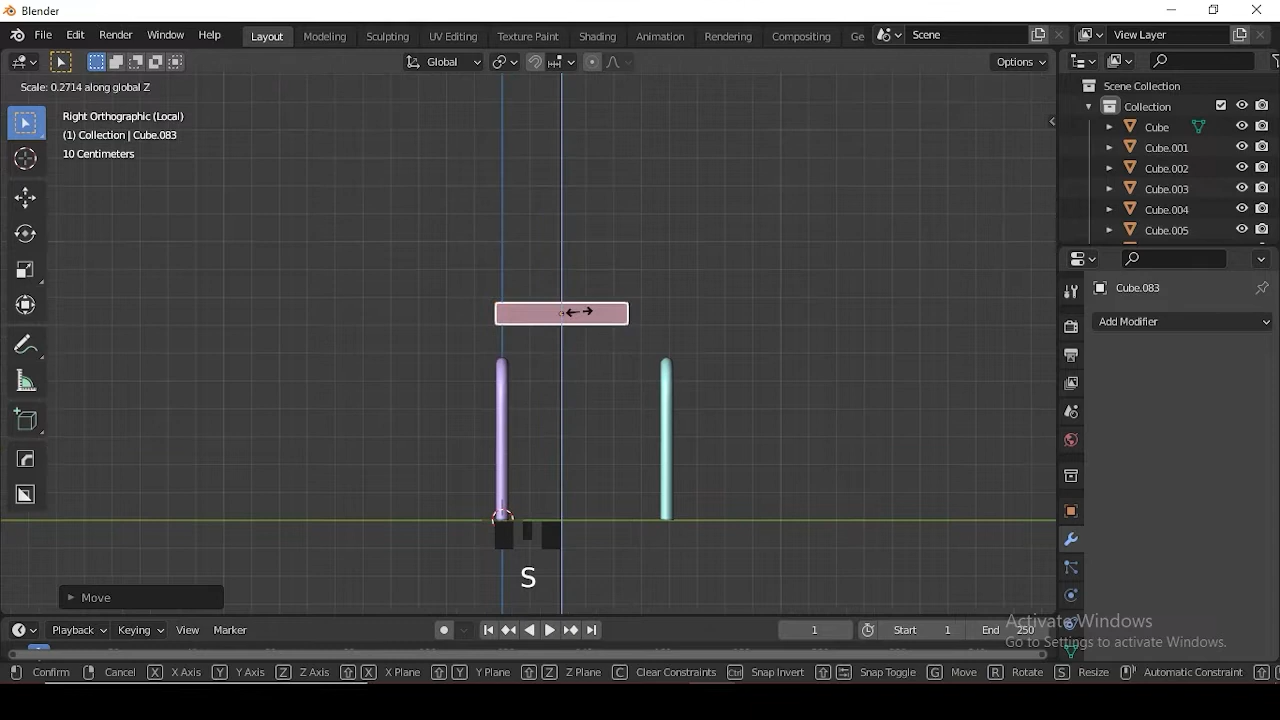 Blender
File Edit Render Window Help Layout Modeling Sculpting UV Editing Texture Paint Shading Animation Rendering Compositing Ge Scene View Layer
Global Options
Scale: 0.2714 along global Z
Right Orthographic (Local)
(1) Collection | Cube.083
10 Centimeters
Scene Collection
Collection
Cube
Cube.001
Cube.002
Cube.003
Cube.004
Cube.005
Cube.083
Add Modifier
S
Move
Activate Windows
Go to Settings to activate Windows.
Playback Keying View Marker 1 Start 1 End 250
Confirm Cancel X X Axis Y Y Axis Z Z Axis X X Plane Y Y Plane Z Z Plane C Clear Constraints Ctrl Snap Invert Snap Toggle G Move R Rotate S Resize Automatic Constraint